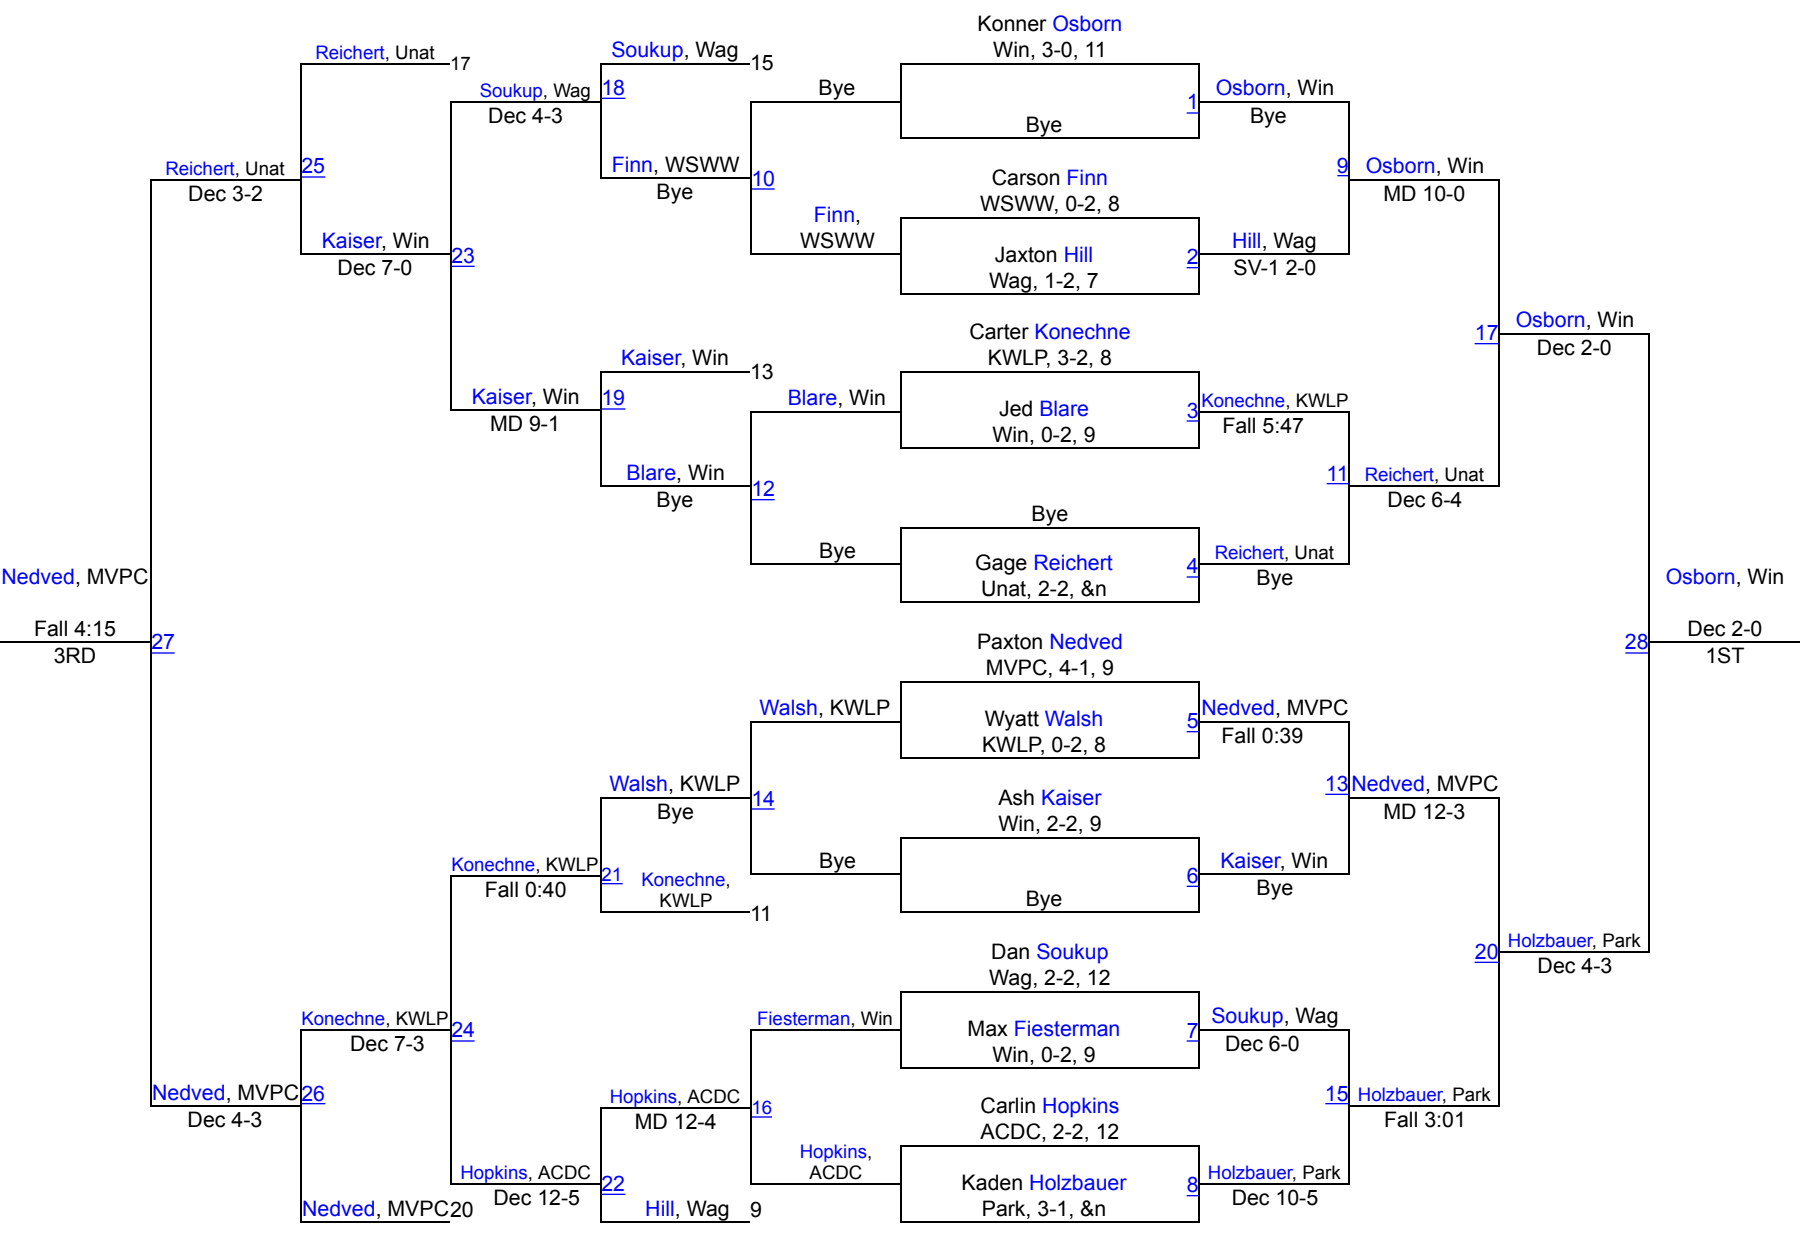 Konner Osborn
Win, 3-0, 11
Reichert, Unat
17
Soukup, Wag
15
Soukup, Wag
18
Dec 4-3
Bye
Bye
1
Osborn, Win
Bye
Reichert, Unat
25
Dec 3-2
Finn, WSWW
10
Bye
Carson Finn
WSWW, 0-2, 8
9
Osborn, Win
MD 10-0
Kaiser, Win
23
Dec 7-0
Finn,
WSWW
Jaxton Hill
Wag, 1-2, 7
2
Hill, Wag
SV-1 2-0
Carter Konechne
KWLP, 3-2, 8
17
Osborn, Win
Dec 2-0
Kaiser, Win
13
Kaiser, Win
19
MD 9-1
Blare, Win
Jed Blare
Win, 0-2, 9
3
Konechne, KWLP
Fall 5:47
Blare, Win
12
Bye
11
Reichert, Unat
Dec 6-4
Bye
Bye
Gage Reichert
Unat, 2-2, &n
4
Reichert, Unat
Bye
Nedved, MVPC
Fall 4:15
27
3RD
Osborn, Win
28
Dec 2-0
1ST
Paxton Nedved
MVPC, 4-1, 9
Walsh, KWLP
Wyatt Walsh
KWLP, 0-2, 8
5
Nedved, MVPC
Fall 0:39
Walsh, KWLP
14
Bye
Ash Kaiser
Win, 2-2, 9
13
Nedved, MVPC
MD 12-3
Konechne, KWLP
21
Fall 0:40
Konechne,
KWLP
11
Bye
Bye
6
Kaiser, Win
Bye
Dan Soukup
Wag, 2-2, 12
20
Holzbauer, Park
Dec 4-3
Konechne, KWLP
24
Dec 7-3
Fiesterman, Win
Max Fiesterman
Win, 0-2, 9
7
Soukup, Wag
Dec 6-0
Nedved, MVPC
26
Dec 4-3
Hopkins, ACDC
16
MD 12-4
Carlin Hopkins
ACDC, 2-2, 12
15
Holzbauer, Park
Fall 3:01
Hopkins, ACDC
22
Dec 12-5
Hopkins,
ACDC
Kaden Holzbauer
Park, 3-1, &n
8
Holzbauer, Park
Dec 10-5
Nedved, MVPC
20
Hill, Wag
9